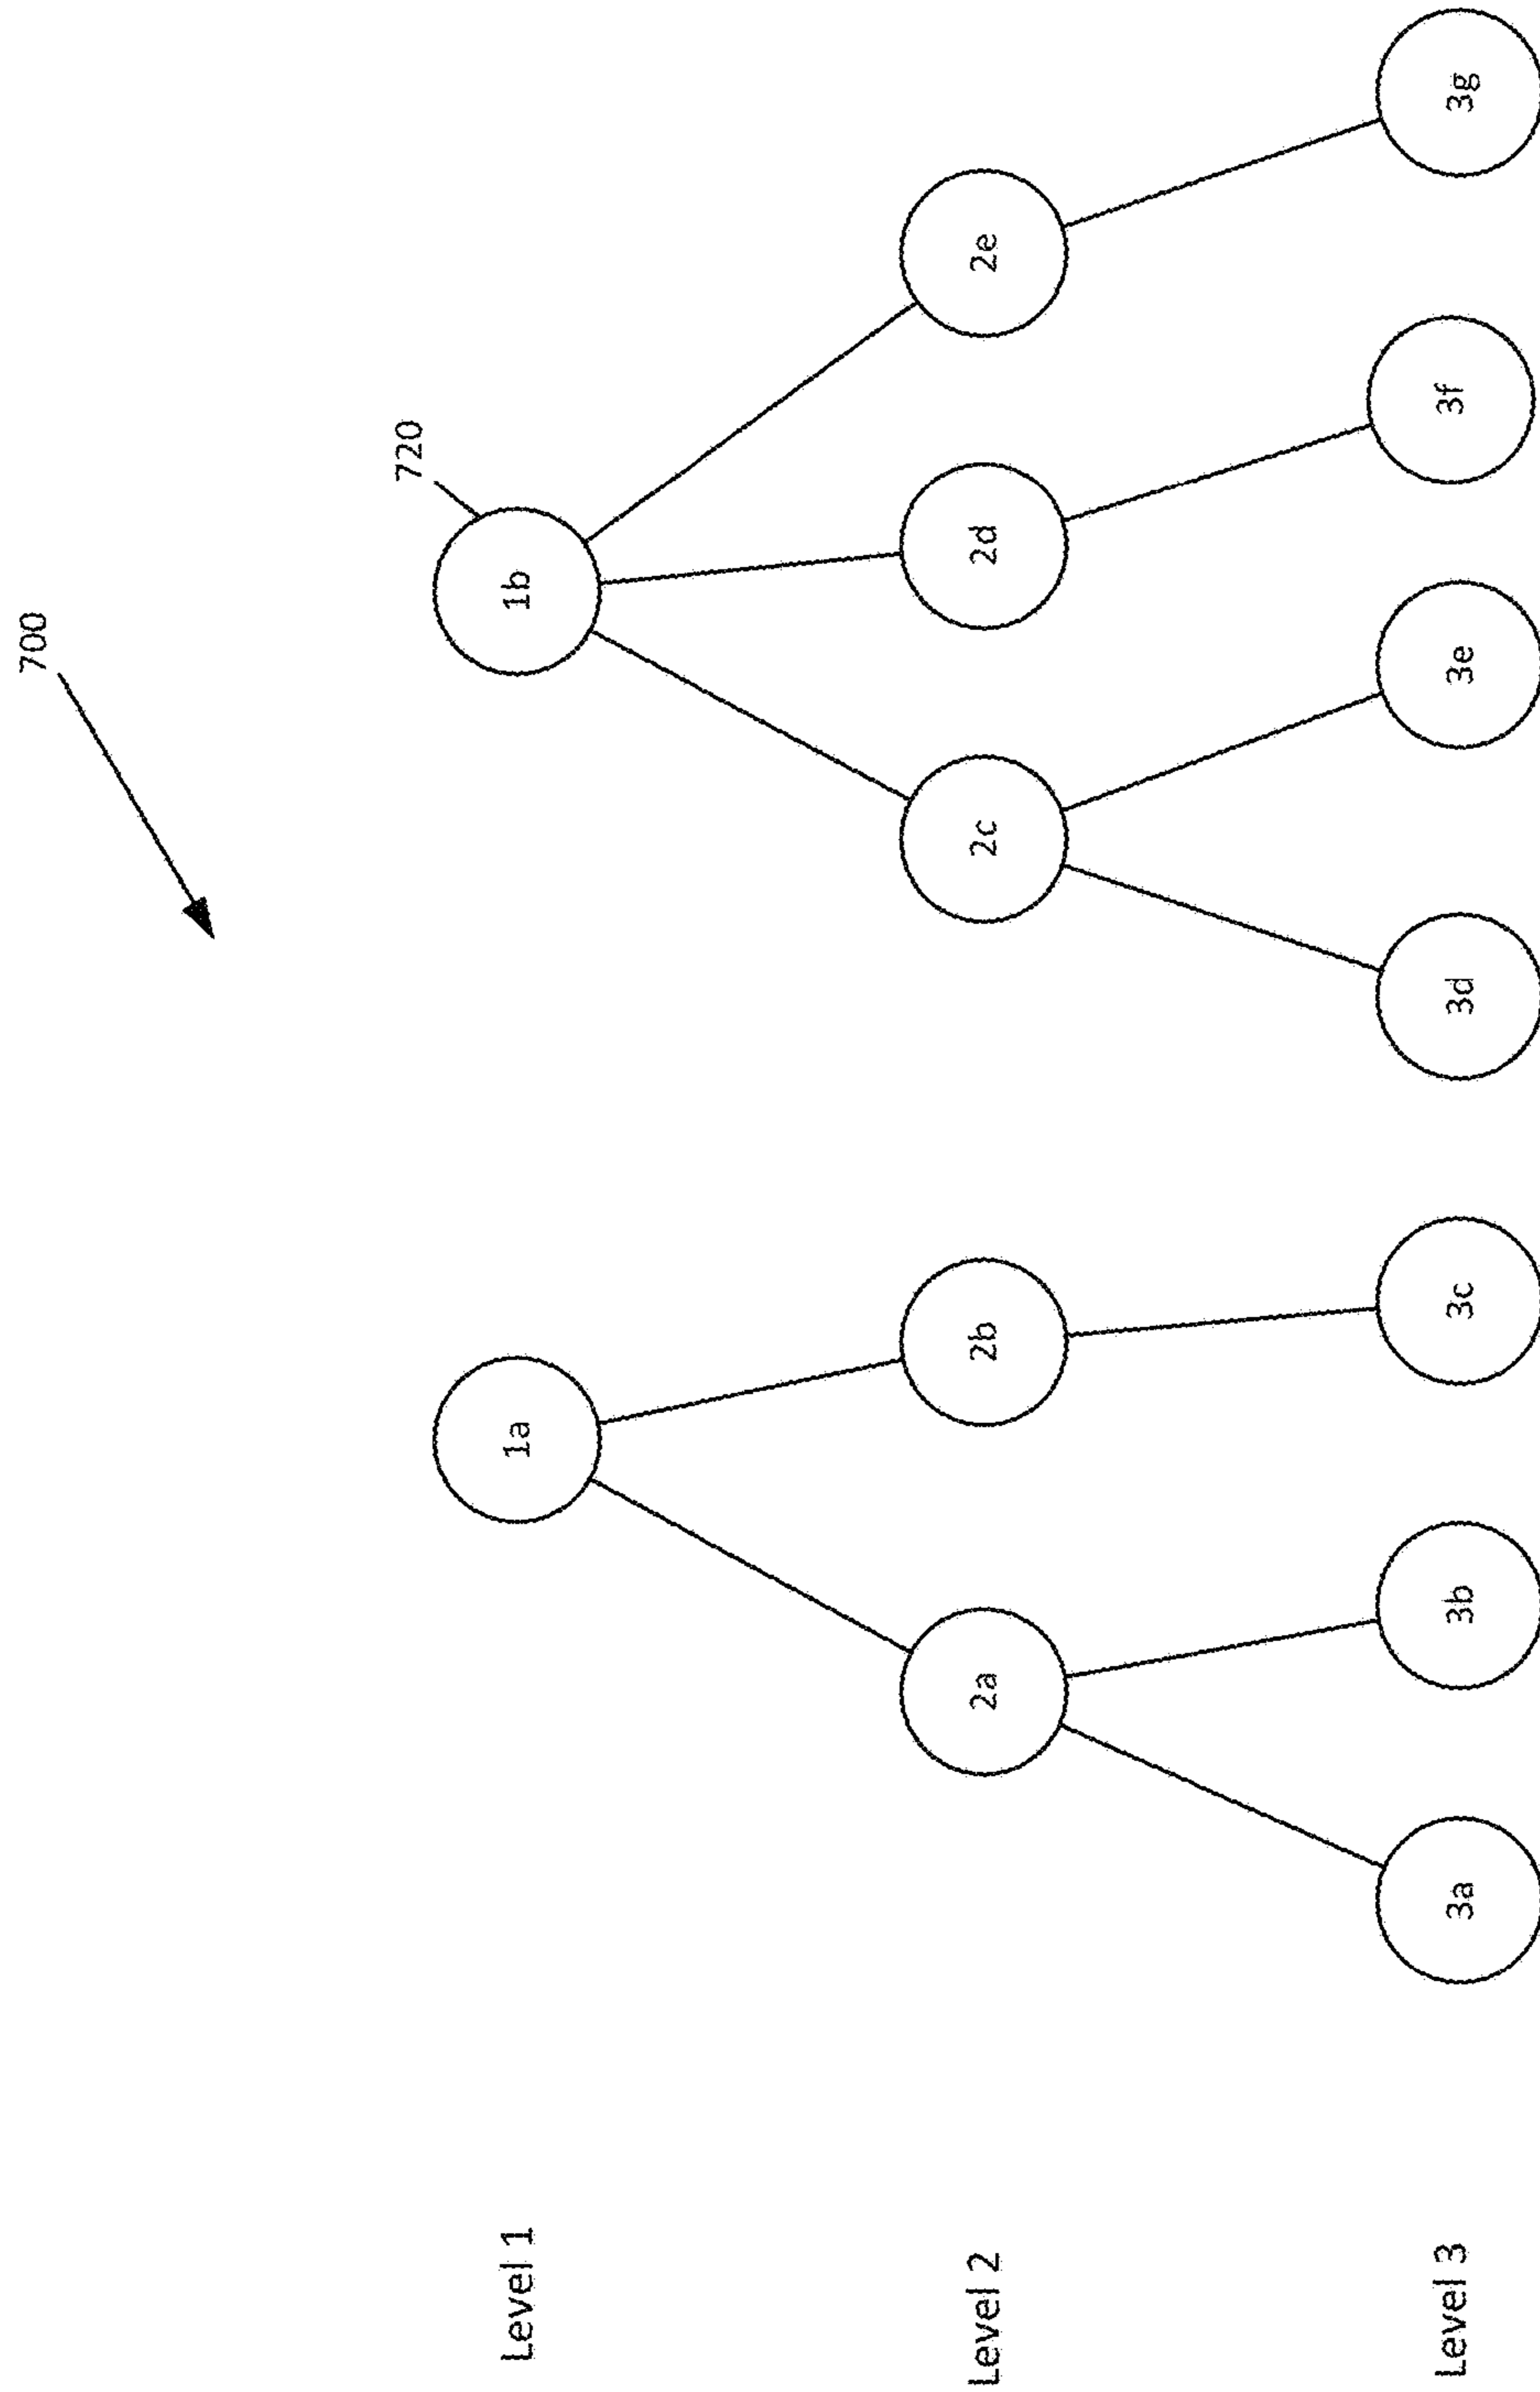 700
720
Level 1
1a
1b
Level 2
2a
2b
2c
2d
2e
Level 3
3a
3b
3c
3d
3e
3f
3g